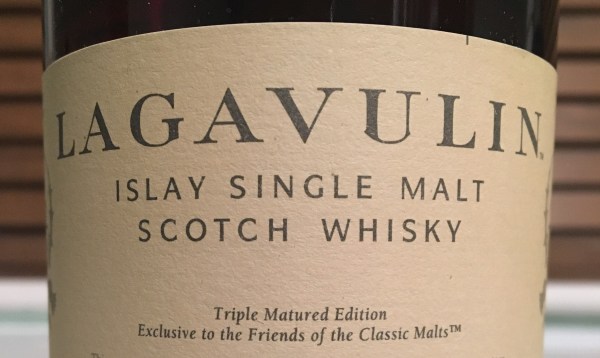 LAGAVULIN
ISLAY SINGLE MALT
SCOTCH WHISKY
Triple Matured Edition
Exclusive to the Friends of the Classic Malts™